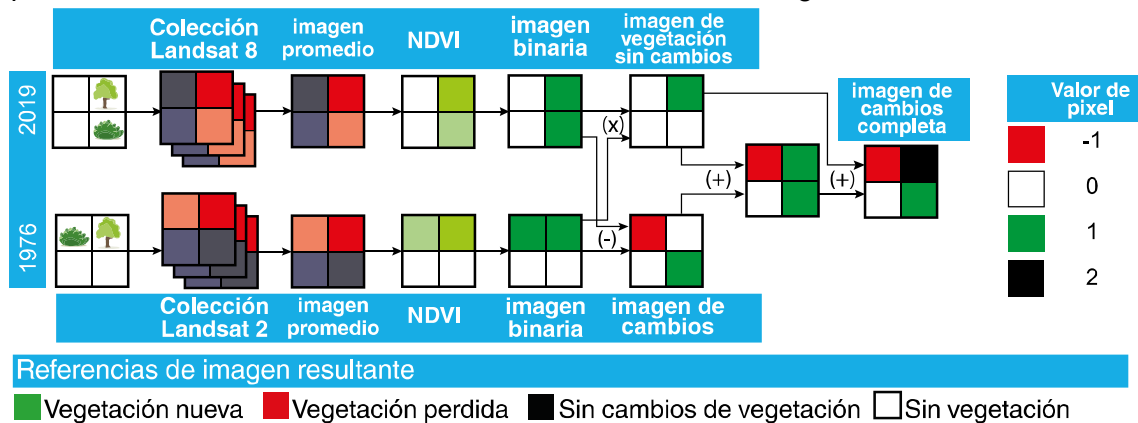 Colección
Landsat 8
imagen
promedio
NDVI
imagen
binaria
imagen de
vegetación
sin cambios
2019
imagen de
cambios
completa
Valor de
pixel
-1
0
1
2
(x)
(+)
(+)
(-)
1976
Colección
Landsat 2
imagen
promedio
NDVI
imagen
binaria
imagen de
cambios
Referencias de imagen resultante
Vegetación nueva Vegetación perdida Sin cambios de vegetación Sin vegetación